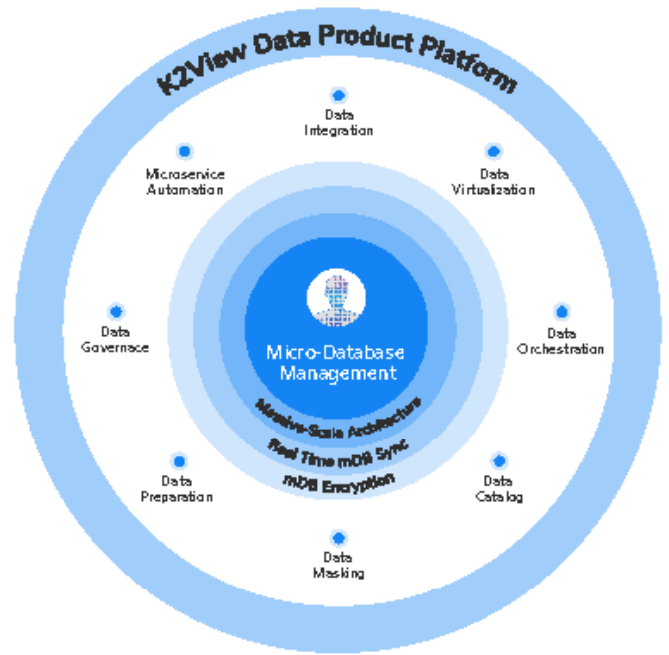 K2View Data Product Platform
Data
Integration
Microservice
Automation
Data
Virtualization
Data
Governace
Micro-Database
Management
Data
Orchestration
Massive-Scale Architecture
Real Time mDB Sync
mDB Encryption
Data
Preparation
Data
Catalog
Data
Masking